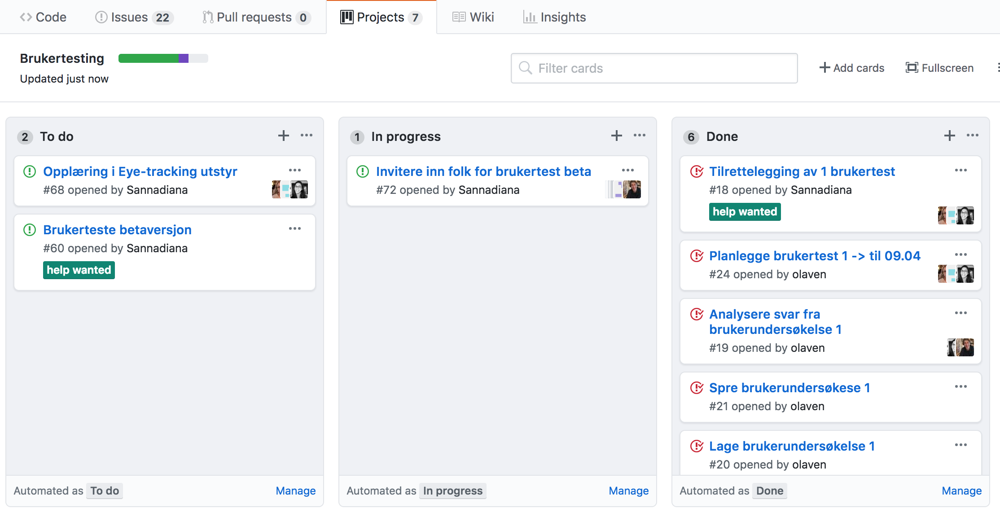 Code
Issues 22
Pull requests 0
Projects 7
Wiki
Insights
Brukertesting
Updated just now
Filter cards
Add cards
Fullscreen
2 To do
Opplæring i Eye-tracking utstyr
#68 opened by Sannadiana
Brukerteste betaversjon
#60 opened by Sannadiana
help wanted
Automated as To do
Manage
1 In progress
Invitere inn folk for brukertest beta
#72 opened by Sannadiana
Automated as In progress
Manage
6 Done
Tilrettelegging av 1 brukertest
#18 opened by Sannadiana
help wanted
Planlegge brukertest 1 -> til 09.04
#24 opened by olaven
Analysere svar fra
brukerundersøkelse 1
#19 opened by olaven
Spre brukerundersøkese 1
#21 opened by olaven
Lage brukerundersøkelse 1
#20 opened by olaven
Automated as Done
Manage